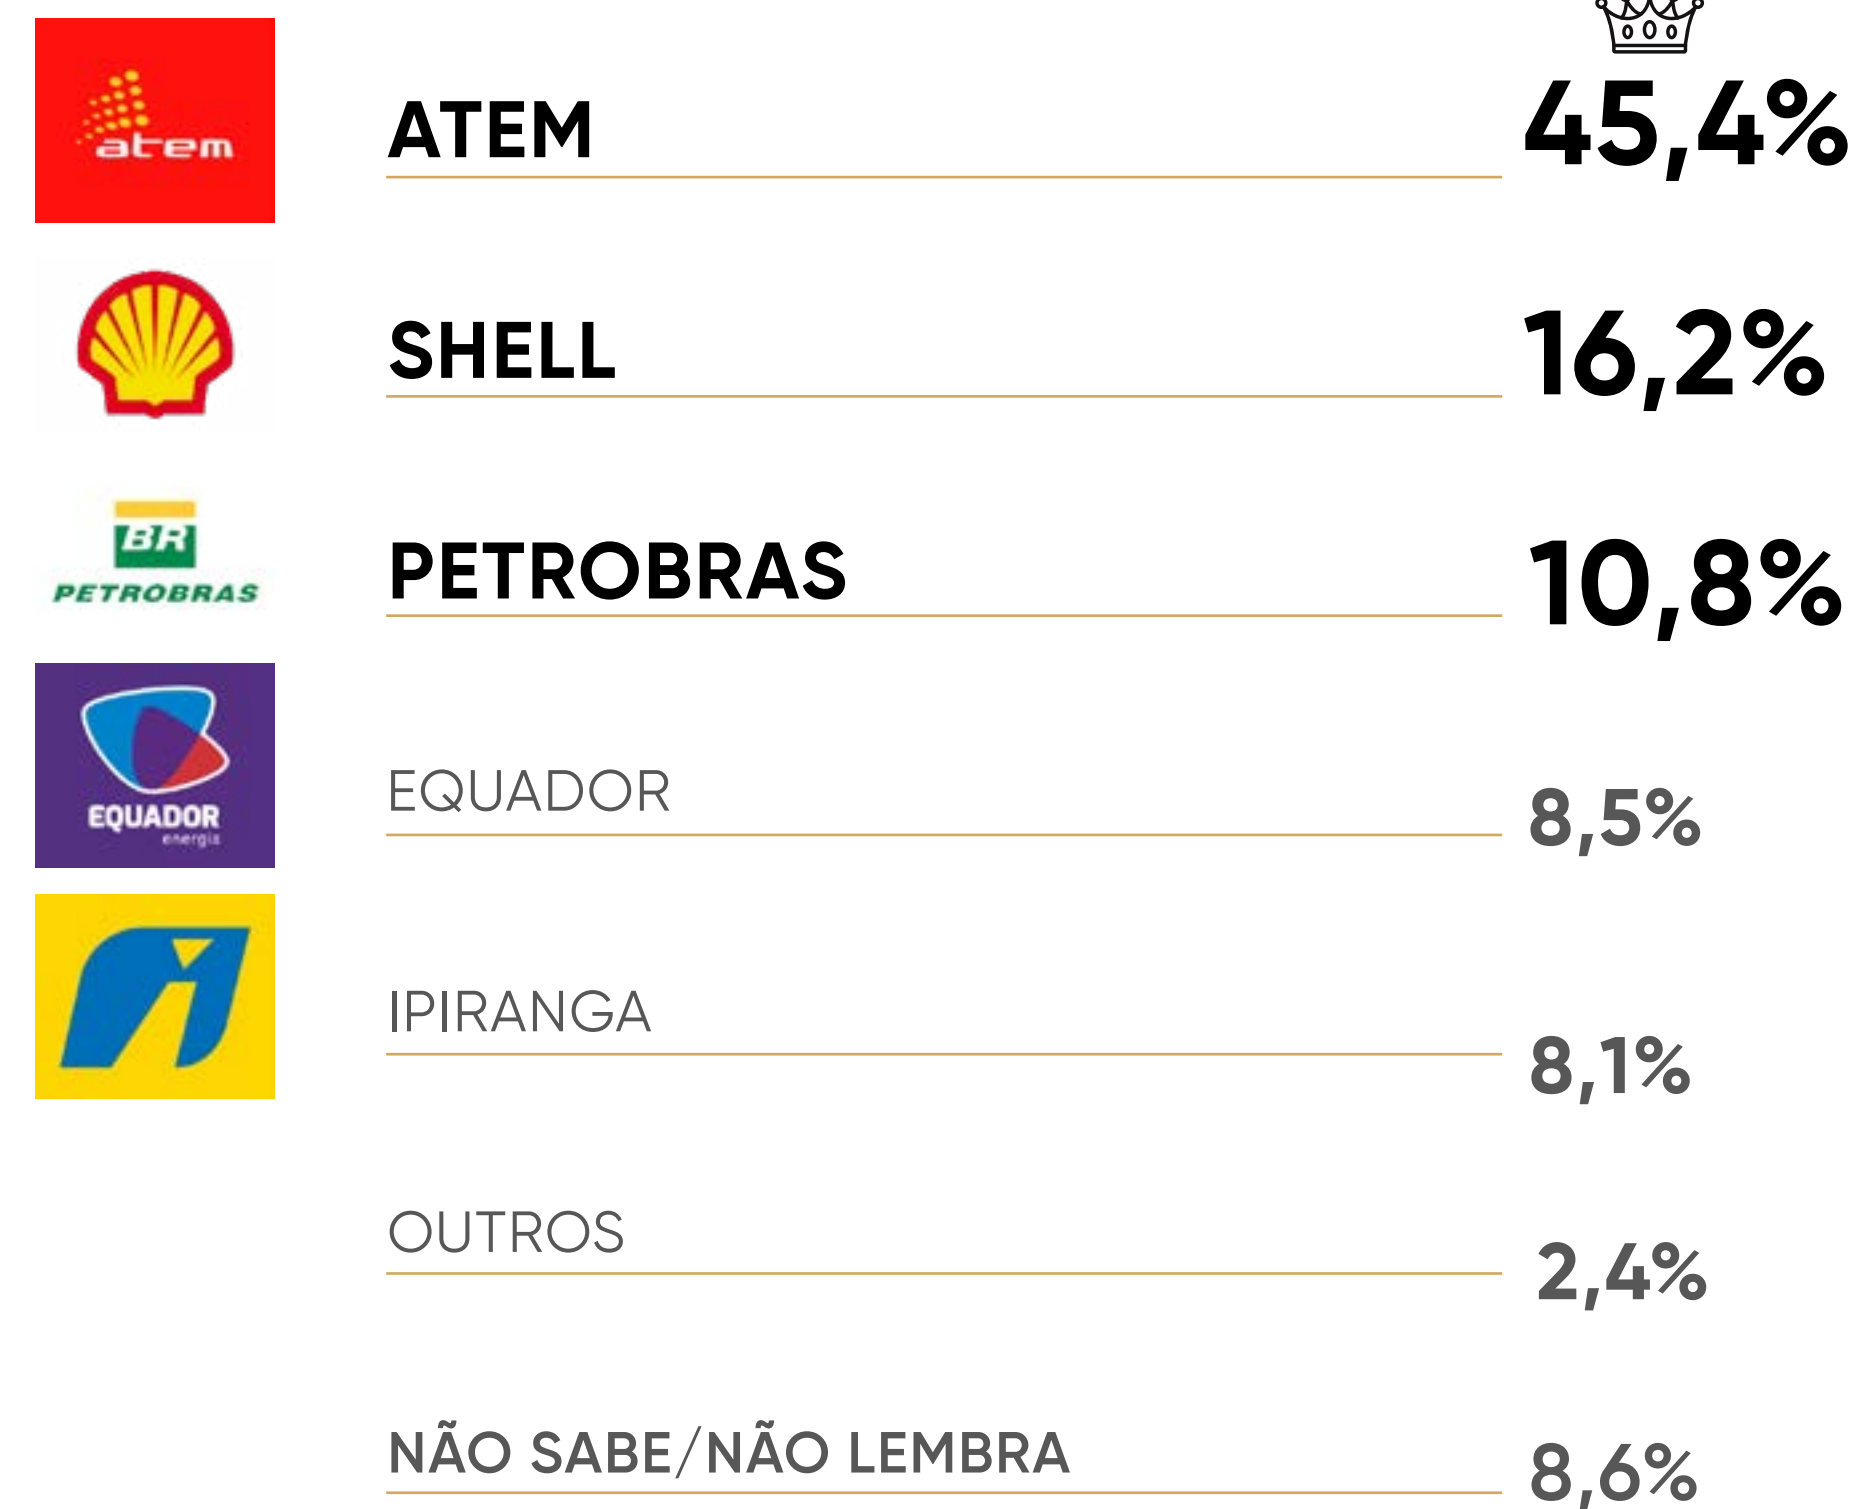 atem
ATEM 45,4%
SHELL 16,2%
BR
PETROBRAS
PETROBRAS 10,8%
EQUADOR
energia
EQUADOR 8,5%
IPIRANGA 8,1%
OUTROS 2,4%
NÃO SABE/NÃO LEMBRA 8,6%